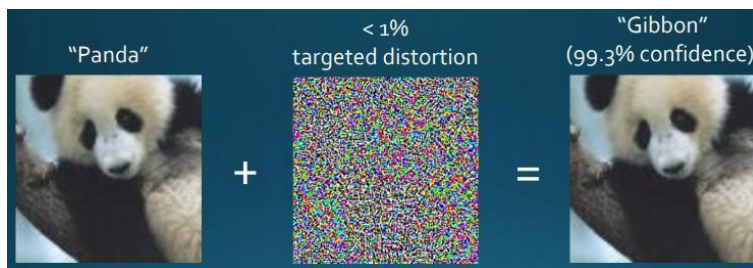 “Panda”
+
< 1%
targeted distortion
=
“Gibbon”
(99.3% confidence)